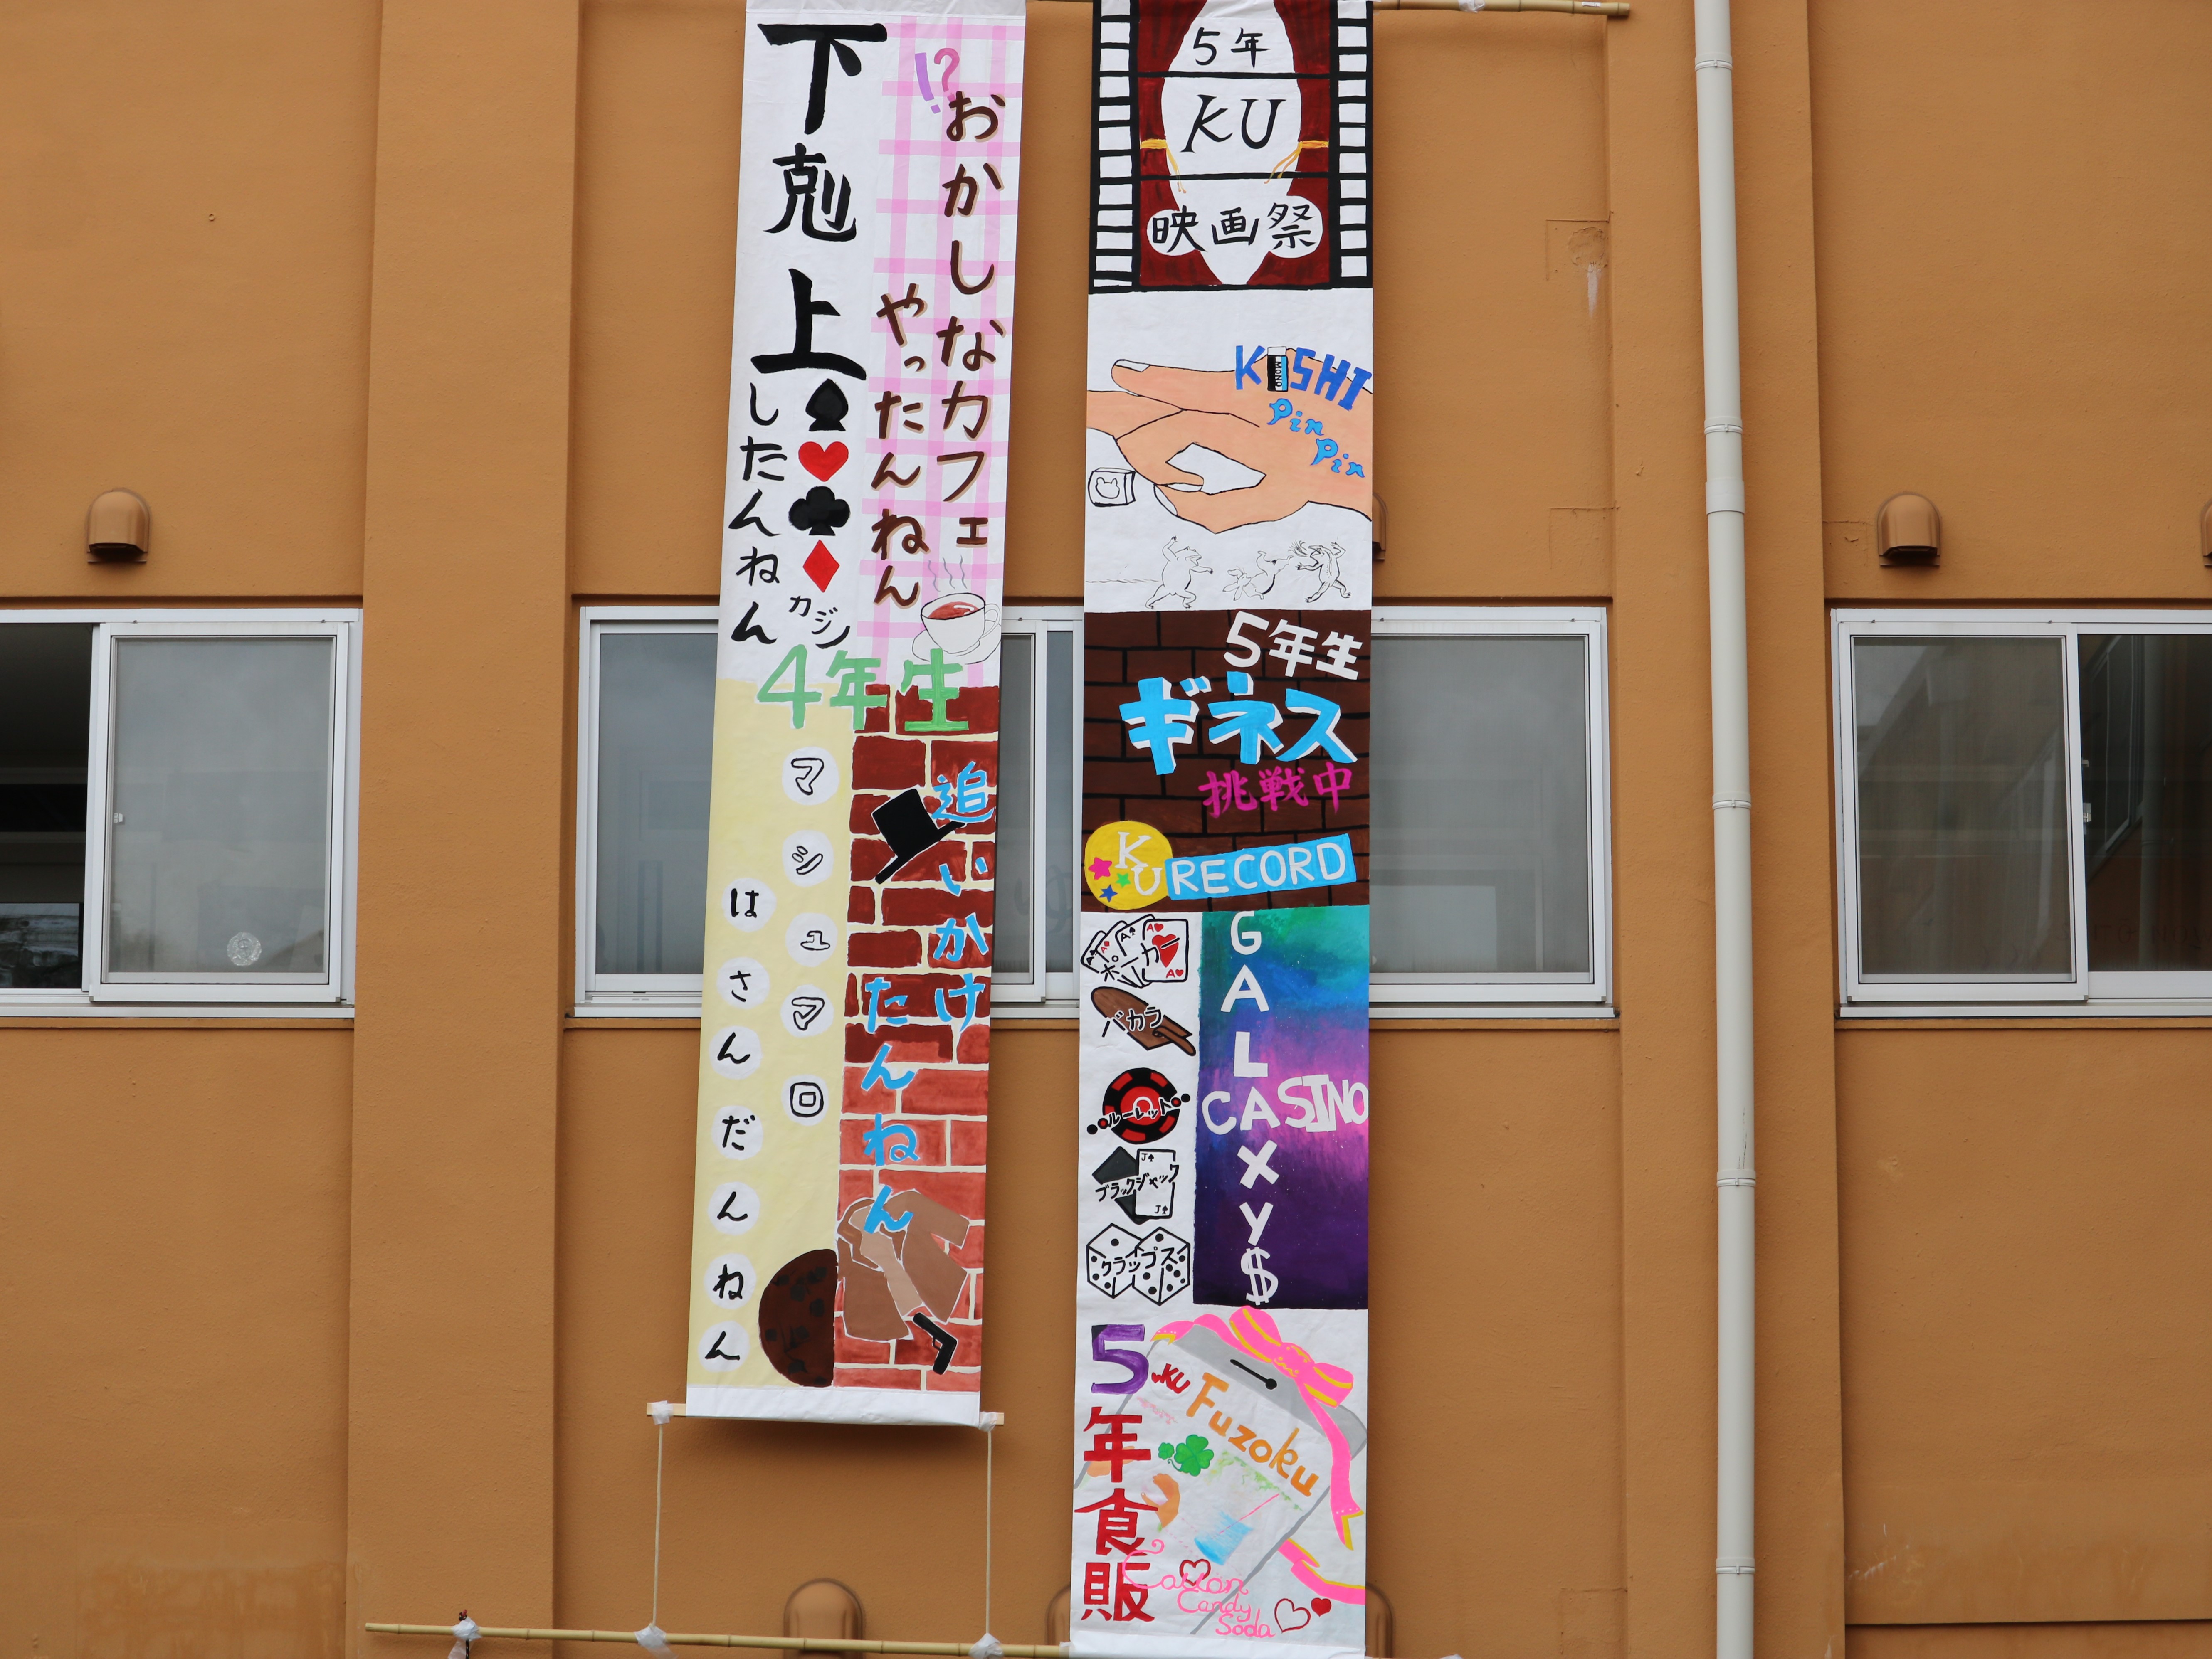 !?
おかしなカフェ
やったんねん
下剋上
したんねん
カジノ
4年生
追いかけ
たんねん
マシュマロ
はさんだんねん
5年
KU
映画祭
KESHI
MONO
Pin
Pin
5年生
ギネス
挑戦中
KU
RECORD
GALAXY$
CASINO
ポーカー
バカラ
ルーレット
ブラックジャック
クラップス
5年食販
KU
Fuzoku
Cotton
Candy
Soda